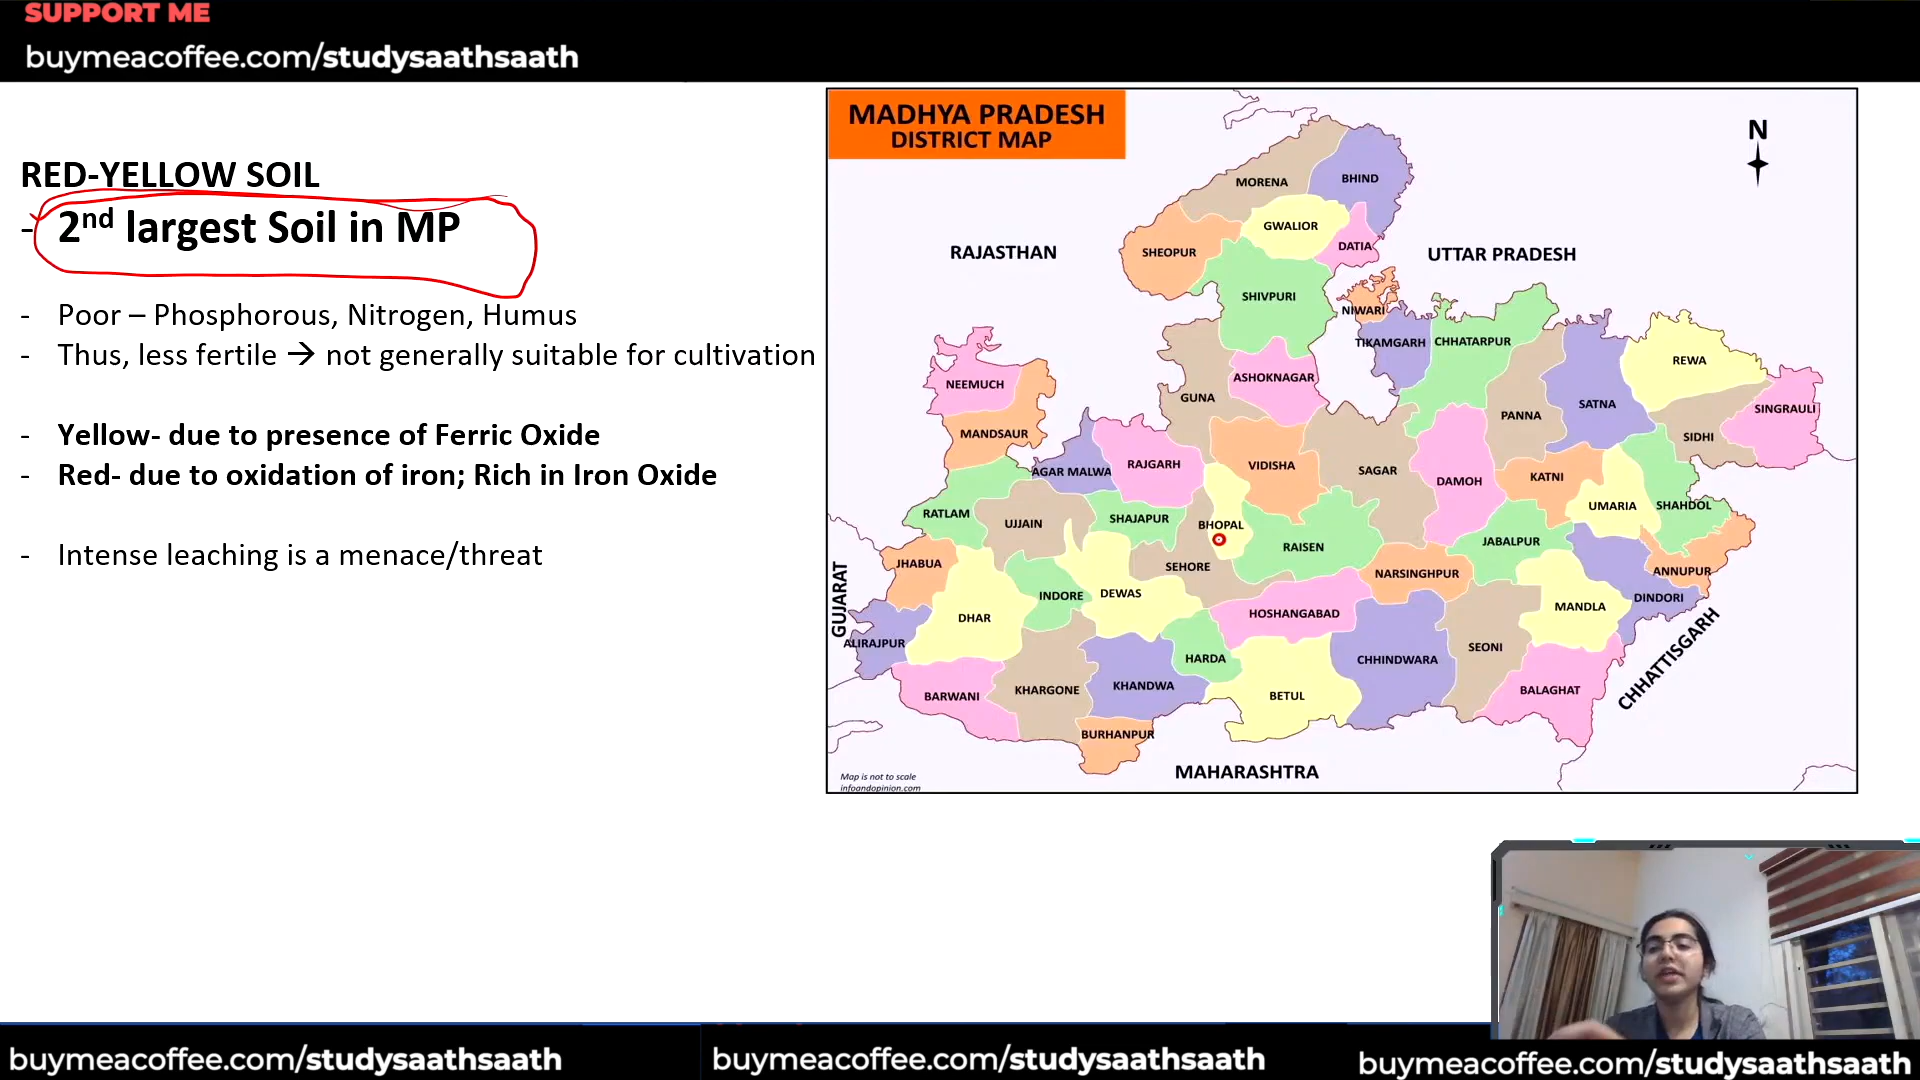 SUPPORT ME
buymeacoffee.com/studysaathsaath
RED-YELLOW SOIL
- 2nd largest Soil in MP
- Poor – Phosphorous, Nitrogen, Humus
- Thus, less fertile → not generally suitable for cultivation
- Yellow- due to presence of Ferric Oxide
- Red- due to oxidation of iron; Rich in Iron Oxide
- Intense leaching is a menace/threat
MADHYA PRADESH
DISTRICT MAP
N
RAJASTHAN
UTTAR PRADESH
GUJARAT
CHHATTISGARH
MAHARASHTRA
MORENA
BHIND
GWALIOR
SHEOPUR
DATIA
SHIVPURI
NIWARI
TIKAMGARH
CHHATARPUR
REWA
NEEMUCH
ASHOKNAGAR
GUNA
PANNA
SATNA
SINGRAULI
MANDSAUR
SIDHI
AGAR MALWA
RAJGARH
VIDISHA
SAGAR
DAMOH
KATNI
UMARIA
SHAHDOL
RATLAM
UJJAIN
SHAJAPUR
BHOPAL
RAISEN
JABALPUR
JHABUA
SEHORE
NARSINGHPUR
ANNUPUR
INDORE
DEWAS
DINDORI
DHAR
HOSHANGABAD
MANDLA
ALIRAJPUR
HARDA
CHHINDWARA
SEONI
BARWANI
KHARGONE
KHANDWA
BETUL
BALAGHAT
BURHANPUR
Map is not to scale
infoandopinion.com
buymeacoffee.com/studysaathsaath
buymeacoffee.com/studysaathsaath
buymeacoffee.com/studysaathsaath